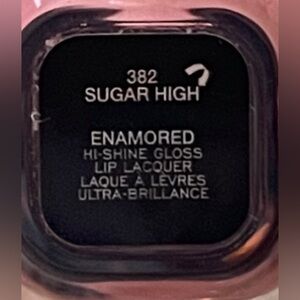 382
SUGAR HIGH
ENAMORED
HI-SHINE GLOSS
LIP LACQUER
LAQUE À LÈVRES
ULTRA-BRILLANCE